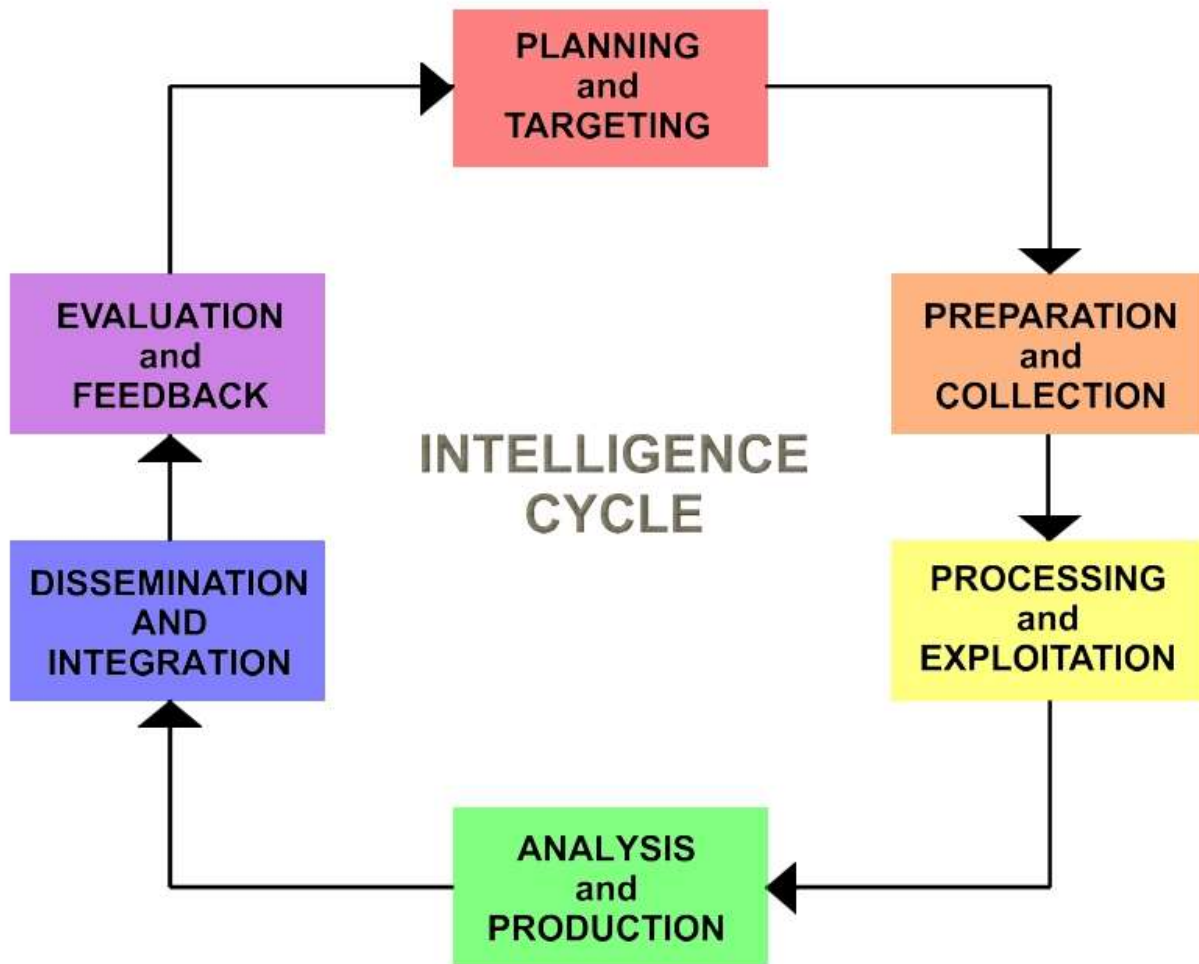 PLANNING
and
TARGETING
PREPARATION
and
COLLECTION
PROCESSING
and
EXPLOITATION
ANALYSIS
and
PRODUCTION
DISSEMINATION
AND
INTEGRATION
EVALUATION
and
FEEDBACK
INTELLIGENCE
CYCLE